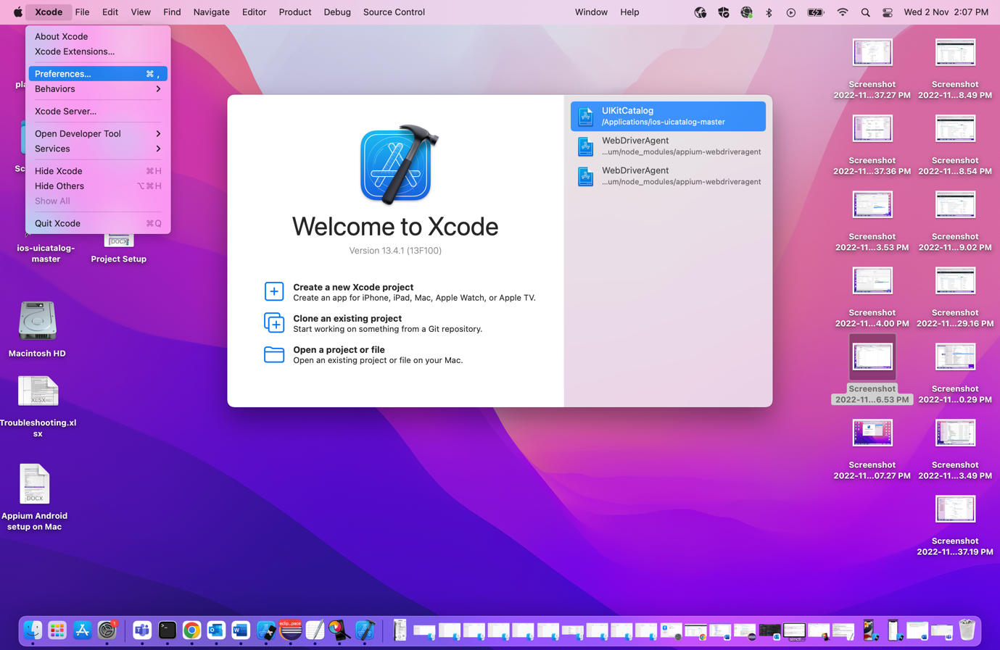 Xcode File Edit View Find Navigate Editor Product Debug Source Control Window Help Wed 2 Nov 2:07 PM
About Xcode
Xcode Extensions...
Preferences... ⌘ ,
Behaviors
Xcode Server...
Open Developer Tool
Services
Hide Xcode ⌘H
Hide Others ⌥⌘H
Show All
Quit Xcode ⌘Q
pla
Sc
ios-uicatalog-
master
DOCX
Project Setup
Macintosh HD
XLSX
Troubleshooting.xl
sx
DOCX
Appium Android
setup on Mac
Welcome to Xcode
Version 13.4.1 (13F100)
Create a new Xcode project
Create an app for iPhone, iPad, Mac, Apple Watch, or Apple TV.
Clone an existing project
Start working on something from a Git repository.
Open a project or file
Open an existing project or file on your Mac.
UIKitCatalog
/Applications/ios-uicatalog-master
WebDriverAgent
...um/node_modules/appium-webdriveragent
WebDriverAgent
...um/node_modules/appium-webdriveragent
Screenshot
2022-11...37.27 PM
Screenshot
2022-11...8.49 PM
Screenshot
2022-11...37.36 PM
Screenshot
2022-11...8.54 PM
Screenshot
2022-11...3.53 PM
Screenshot
2022-11...9.02 PM
Screenshot
2022-11...4.00 PM
Screenshot
2022-11...29.16 PM
Screenshot
2022-11...6.53 PM
Screenshot
2022-11...0.29 PM
Screenshot
2022-11...07.27 PM
Screenshot
2022-11...3.49 PM
Screenshot
2022-11...37.19 PM
1
eclip...pace
simctl